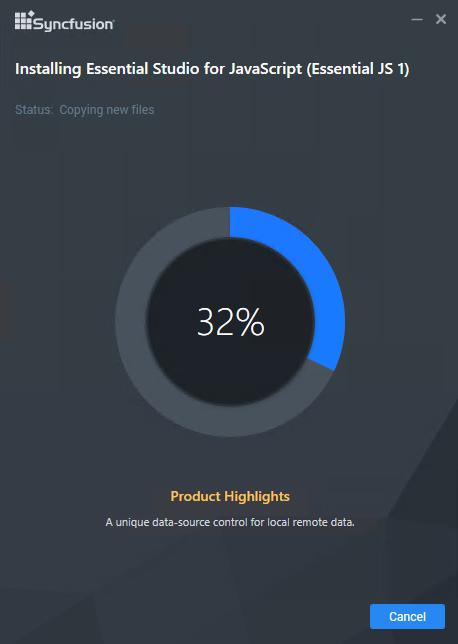 Syncfusion
Installing Essential Studio for JavaScript (Essential JS 1)
Status: Copying new files
32%
Product Highlights
A unique data-source control for local remote data.
Cancel